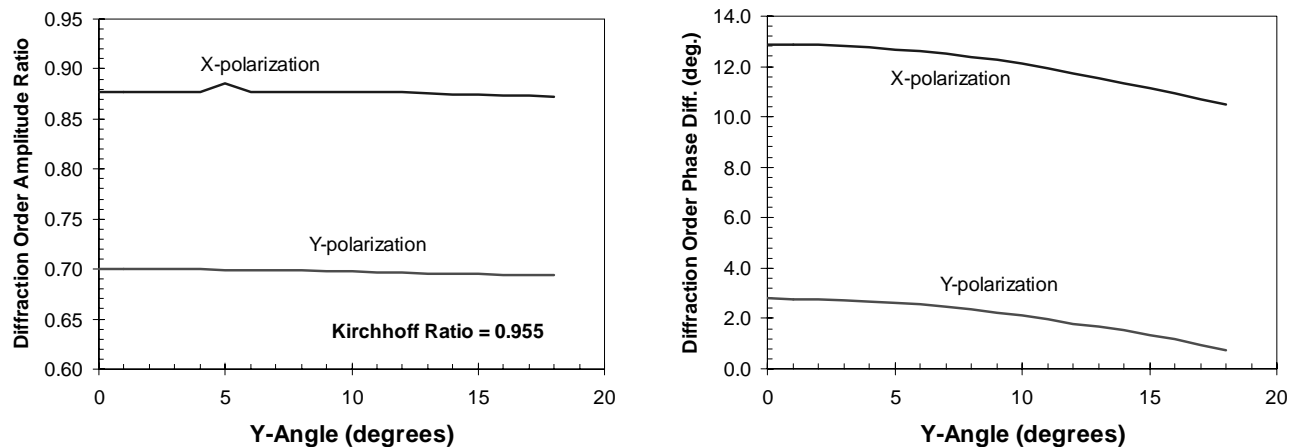 Diffraction Order Amplitude Ratio
0.95
0.90
0.85
0.80
0.75
0.70
0.65
0.60
X-polarization
Y-polarization
Kirchhoff Ratio = 0.955
0 5 10 15 20
Y-Angle (degrees)
Diffraction Order Phase Diff. (deg.)
14.0
12.0
10.0
8.0
6.0
4.0
2.0
0.0
X-polarization
Y-polarization
0 5 10 15 20
Y-Angle (degrees)